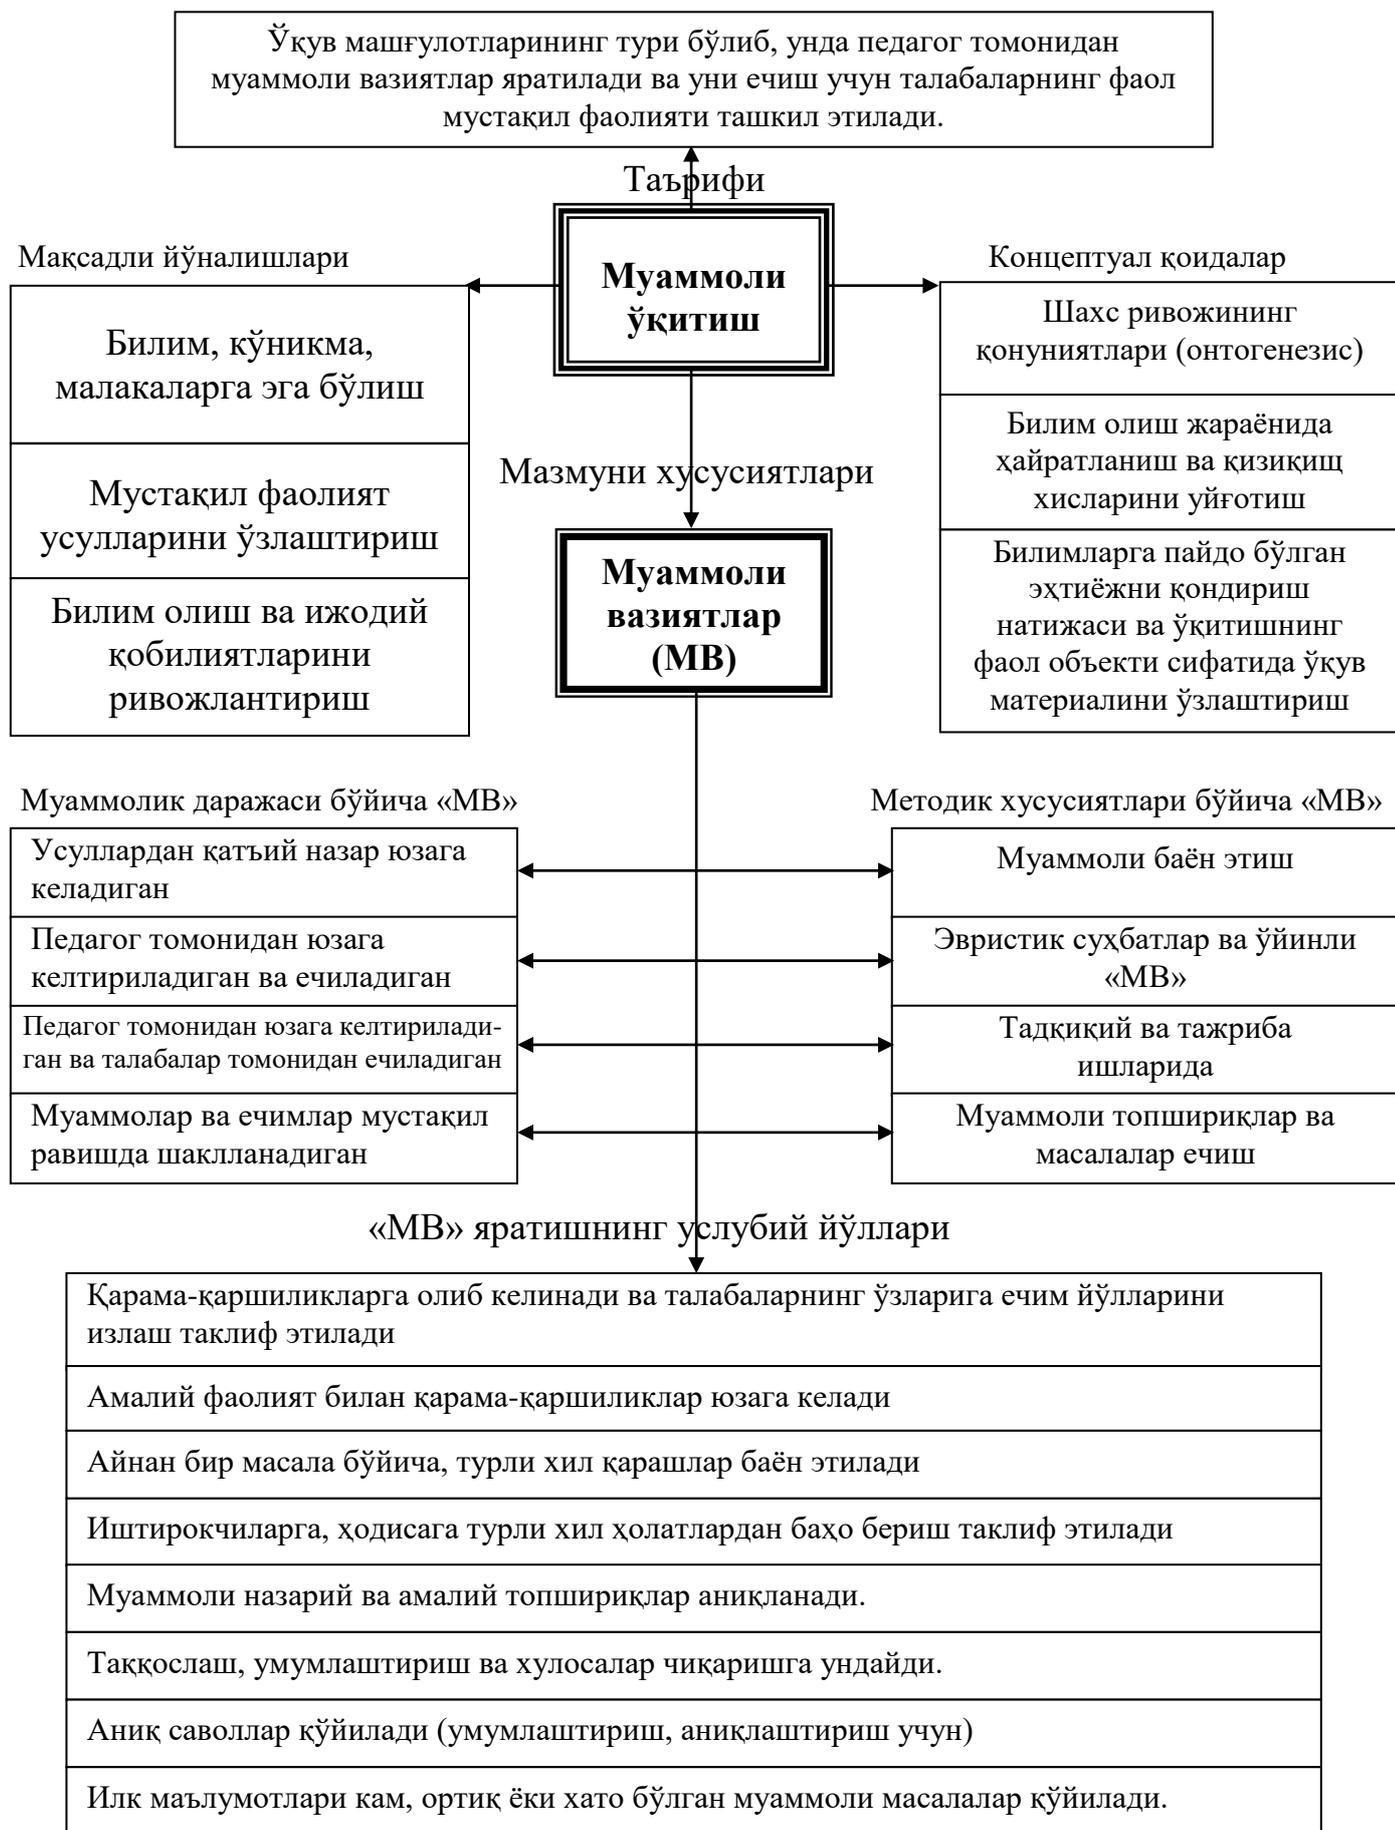 Ўқув машғулотларининг тури бўлиб, унда педагог томонидан
муаммоли вазиятлар яратилади ва уни ечиш учун талабаларнинг фаол
мустақил фаолияти ташкил этилади.
Таърифи
Мақсадли йўналишлари
Концептуал қоидалар
Муаммоли
ўқитиш
Билим, кўникма,
малакаларга эга бўлиш
Мустақил фаолият
усулларини ўзлаштириш
Билим олиш ва ижодий
қобилиятларини
ривожлантириш
Шахс ривожининг
қонуниятлари (онтогенезис)
Билим олиш жараёнида
ҳайратланиш ва қизиқищ
хисларини уйғотиш
Билимларга пайдо бўлган
эҳтиёжни қондириш
натижаси ва ўқитишнинг
фаол объекти сифатида ўқув
материалини ўзлаштириш
Мазмуни хусусиятлари
Муаммоли
вазиятлар
(МВ)
Муаммолик даражаси бўйича «МВ»
Методик хусусиятлари бўйича «МВ»
Усуллардан қатъий назар юзага
келадиган
Муаммоли баён этиш
Педагог томонидан юзага
келтириладиган ва ечиладиган
Эвристик суҳбатлар ва ўйинли
«МВ»
Педагог томонидан юзага келтирилади-
ган ва талабалар томонидан ечиладиган
Тадқиқий ва тажриба
ишларида
Муаммолар ва ечимлар мустақил
равишда шаклланадиган
Муаммоли топшириқлар ва
масалалар ечиш
«МВ» яратишнинг услубий йўллари
Қарама-қаршиликларга олиб келинади ва талабаларнинг ўзларига ечим йўлларини
излаш таклиф этилади
Амалий фаолият билан қарама-қаршиликлар юзага келади
Айнан бир масала бўйича, турли хил қарашлар баён этилади
Иштирокчиларга, ҳодисага турли хил ҳолатлардан баҳо бериш таклиф этилади
Муаммоли назарий ва амалий топшириқлар аниқланади.
Таққослаш, умумлаштириш ва хулосалар чиқаришга ундайди.
Аниқ саволлар қўйилади (умумлаштириш, аниқлаштириш учун)
Илк маълумотлари кам, ортиқ ёки хато бўлган муаммоли масалалар қўйилади.